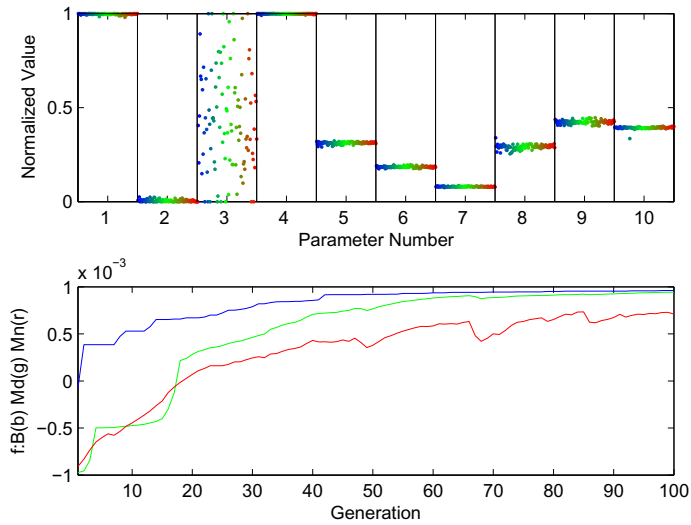 1
0.5
0
Normalized Value
1 2 3 4 5 6 7 8 9 10
Parameter Number
x 10^-3
1
0.5
0
−0.5
−1
f:B(b) Md(g) Mn(r)
10 20 30 40 50 60 70 80 90 100
Generation